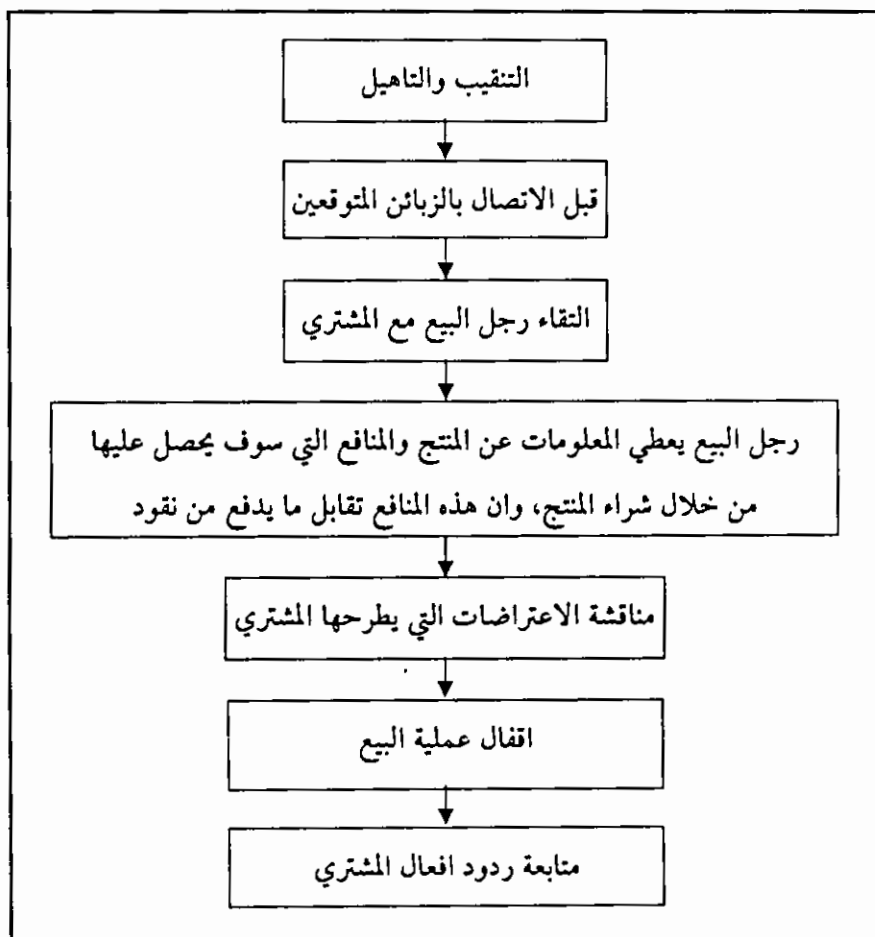 التنقيب والتاهيل
قبل الاتصال بالزبائن المتوقعين
التقاء رجل البيع مع المشتري
رجل البيع يعطي المعلومات عن المنتج والمنافع التي سوف يحصل عليها
من خلال شراء المنتج، وان هذه المنافع تقابل ما يدفع من نقود
مناقشة الاعتراضات التي يطرحها المشتري
اقفال عملية البيع
متابعة ردود افعال المشتري